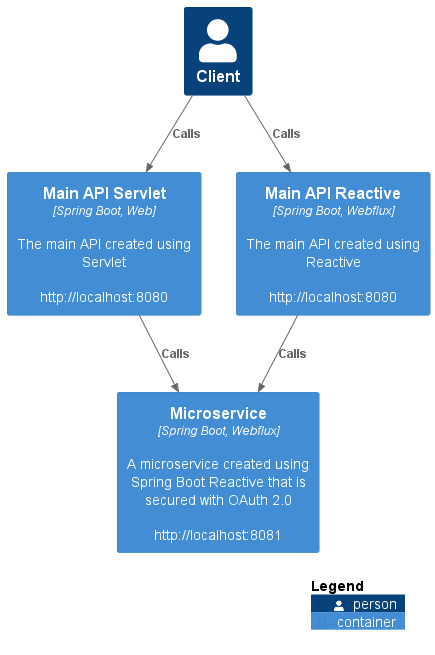 Client
Calls
Calls
Main API Servlet
[Spring Boot, Web]
The main API created using
Servlet
http://localhost:8080
Main API Reactive
[Spring Boot, Webflux]
The main API created using
Reactive
http://localhost:8080
Calls
Calls
Microservice
[Spring Boot, Webflux]
A microservice created using
Spring Boot Reactive that is
secured with OAuth 2.0
http://localhost:8081
Legend
person
container